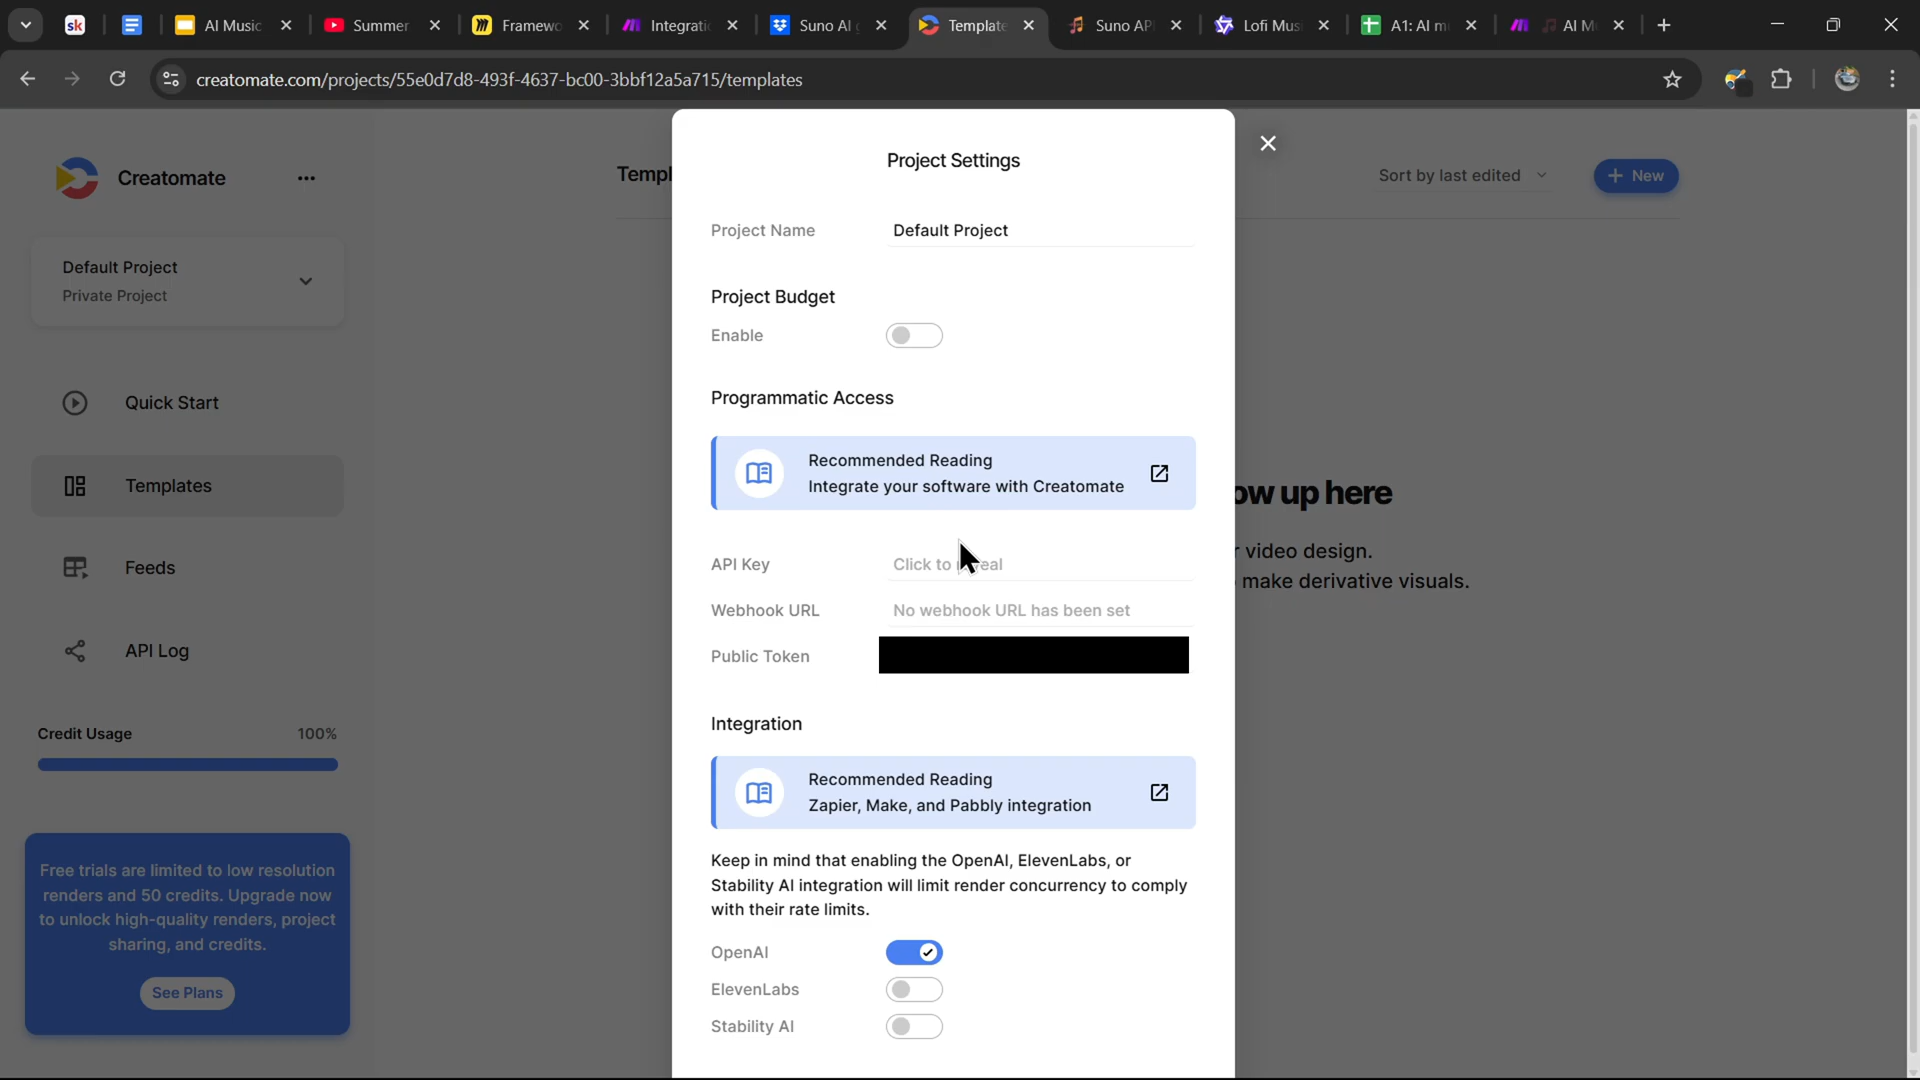 sk
AI Music
Summer
Framewo
Integratio
Suno AI g
Template
Suno API
Lofi Mus
A1: AI m
AI M
creatomate.com/projects/55e0d7d8-493f-4637-bc00-3bbf12a5a715/templates
Creatomate
Default Project
Private Project
Quick Start
Templates
Feeds
API Log
Credit Usage 100%
Free trials are limited to low resolution
renders and 50 credits. Upgrade now
to unlock high-quality renders, project
sharing, and credits.
See Plans
Templ
Sort by last edited
+ New
ow up here
r video design.
make derivative visuals.
Project Settings
Project Name Default Project
Project Budget
Enable
Programmatic Access
Recommended Reading
Integrate your software with Creatomate
API Key Click to reveal
Webhook URL No webhook URL has been set
Public Token
Integration
Recommended Reading
Zapier, Make, and Pabbly integration
Keep in mind that enabling the OpenAI, ElevenLabs, or
Stability AI integration will limit render concurrency to comply
with their rate limits.
OpenAI
ElevenLabs
Stability AI